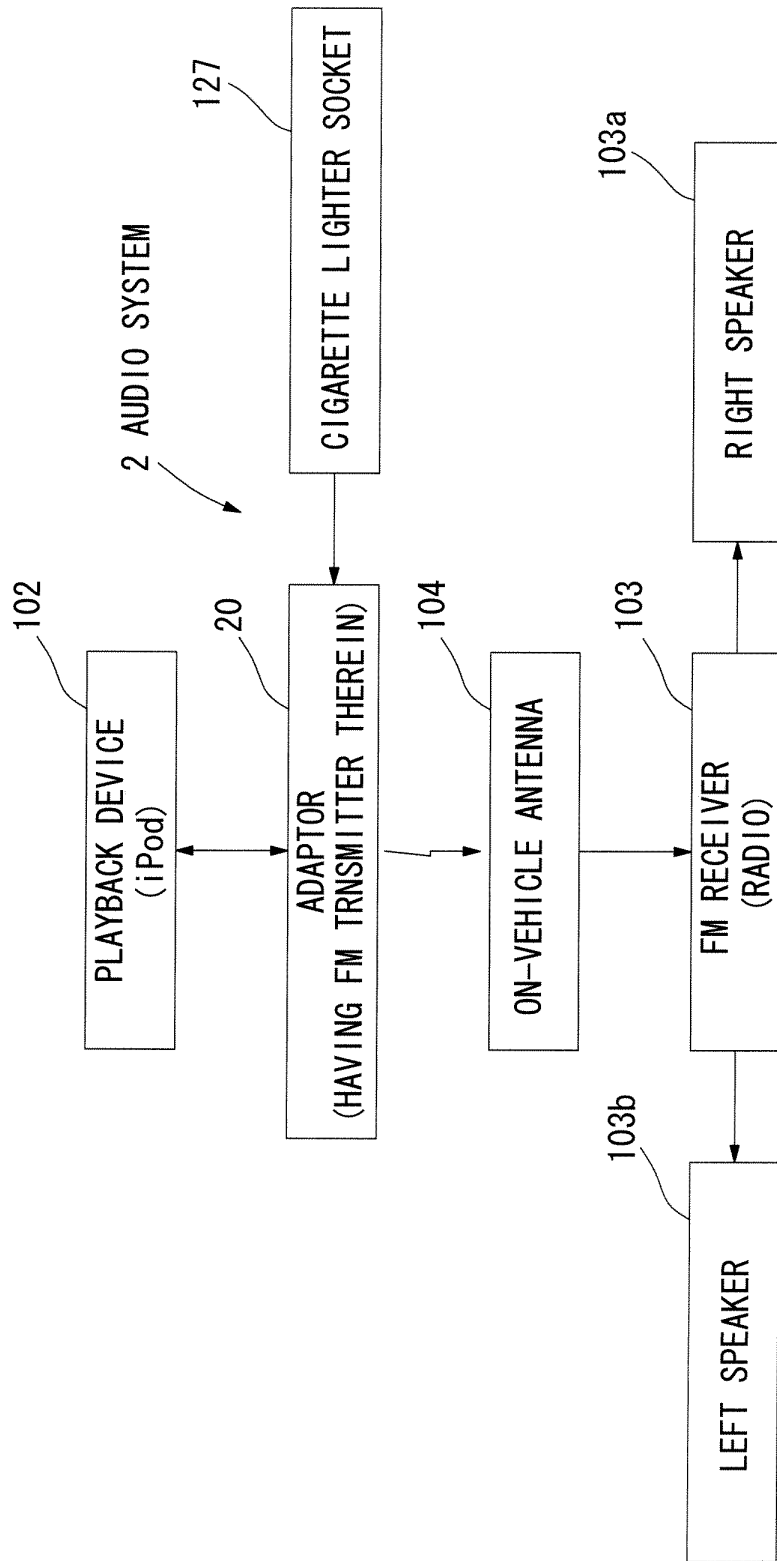 2 AUDIO SYSTEM
102
PLAYBACK DEVICE
(iPod)
20
ADAPTOR
(HAVING FM TRNSMITTER THEREIN)
127
CIGARETTE LIGHTER SOCKET
104
ON-VEHICLE ANTENNA
103b
LEFT SPEAKER
103
FM RECEIVER
(RADIO)
103a
RIGHT SPEAKER